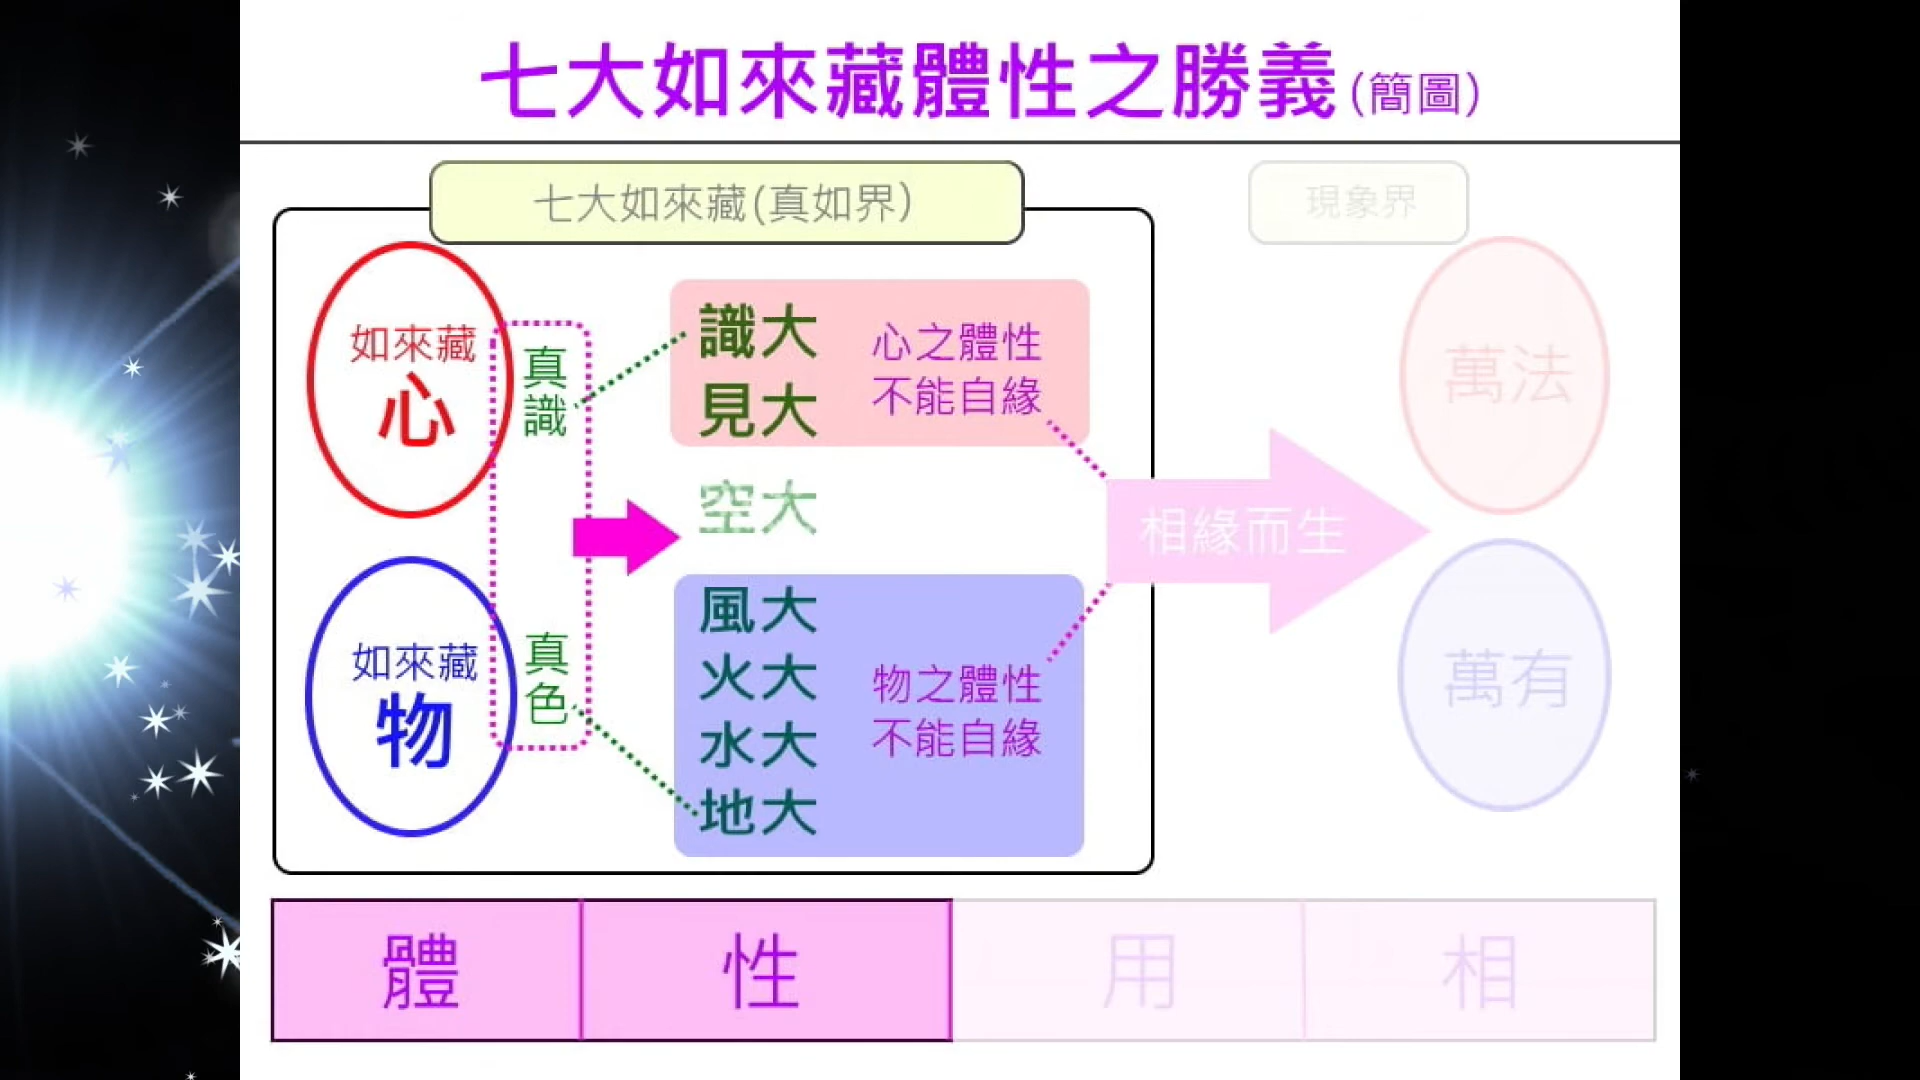 七大如來藏體性之勝義(簡圖)
七大如來藏(真如界)
現象界
如來藏
心
真識
識大
見大
心之體性
不能自緣
空大
如來藏
物
真色
風大
火大
水大
地大
物之體性
不能自緣
相緣而生
萬法
萬有
體
性
用
相